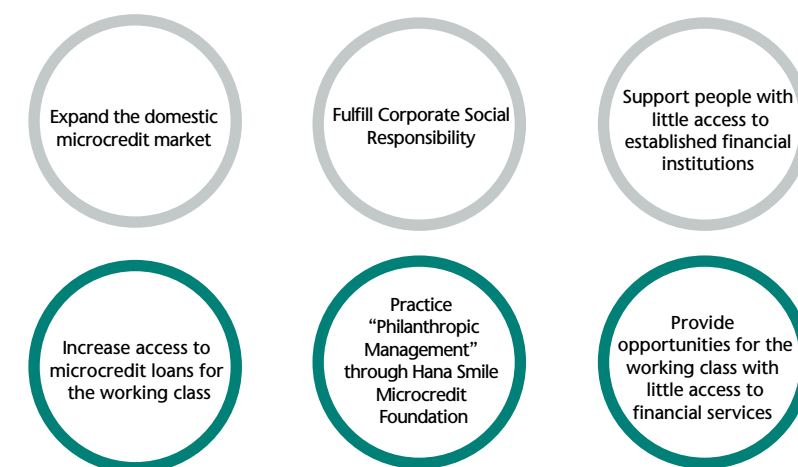 Expand the domestic
microcredit market
Fulfill Corporate Social
Responsibility
Support people with
little access to
established financial
institutions
Increase access to
microcredit loans for
the working class
Practice
“Philanthropic
Management”
through Hana Smile
Microcredit
Foundation
Provide
opportunities for the
working class with
little access to
financial services